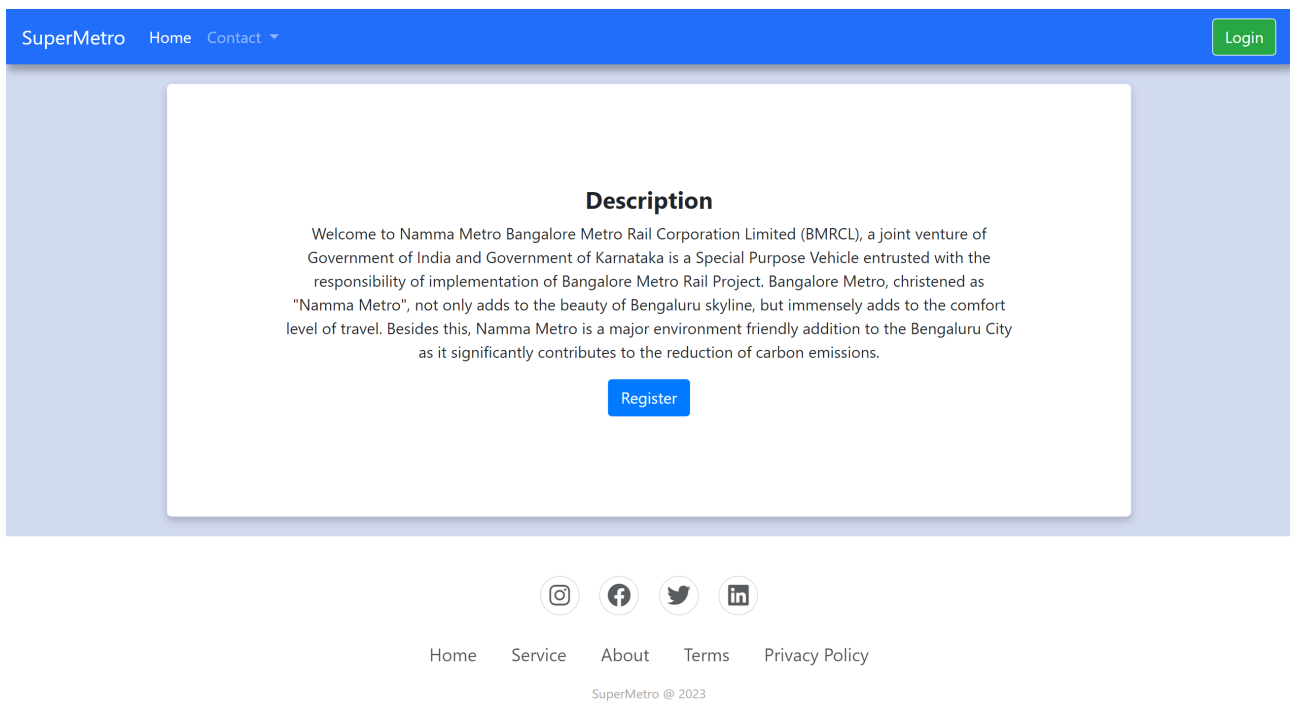 SuperMetro Home Contact Login
Description
Welcome to Namma Metro Bangalore Metro Rail Corporation Limited (BMRCL), a joint venture of
Government of India and Government of Karnataka is a Special Purpose Vehicle entrusted with the
responsibility of implementation of Bangalore Metro Rail Project. Bangalore Metro, christened as
"Namma Metro", not only adds to the beauty of Bengaluru skyline, but immensely adds to the comfort
level of travel. Besides this, Namma Metro is a major environment friendly addition to the Bengaluru City
as it significantly contributes to the reduction of carbon emissions.
Register
Home Service About Terms Privacy Policy
SuperMetro @ 2023